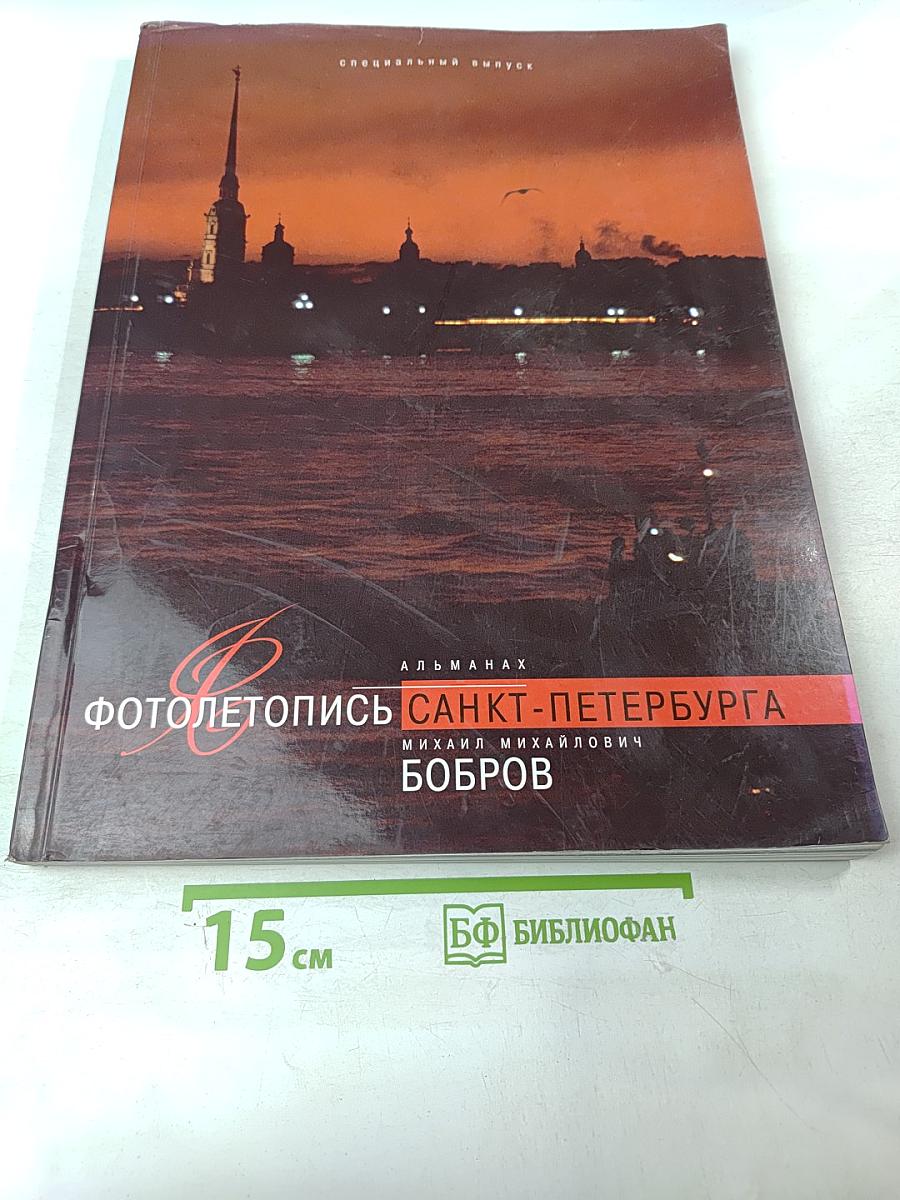 специальный выпуск
АЛЬМАНАХ
ФОТОЛЕТОПИСЬ САНКТ-ПЕТЕРБУРГА
МИХАИЛ МИХАЙЛОВИЧ
БОБРОВ
15 см
БФ БИБЛИОФАН